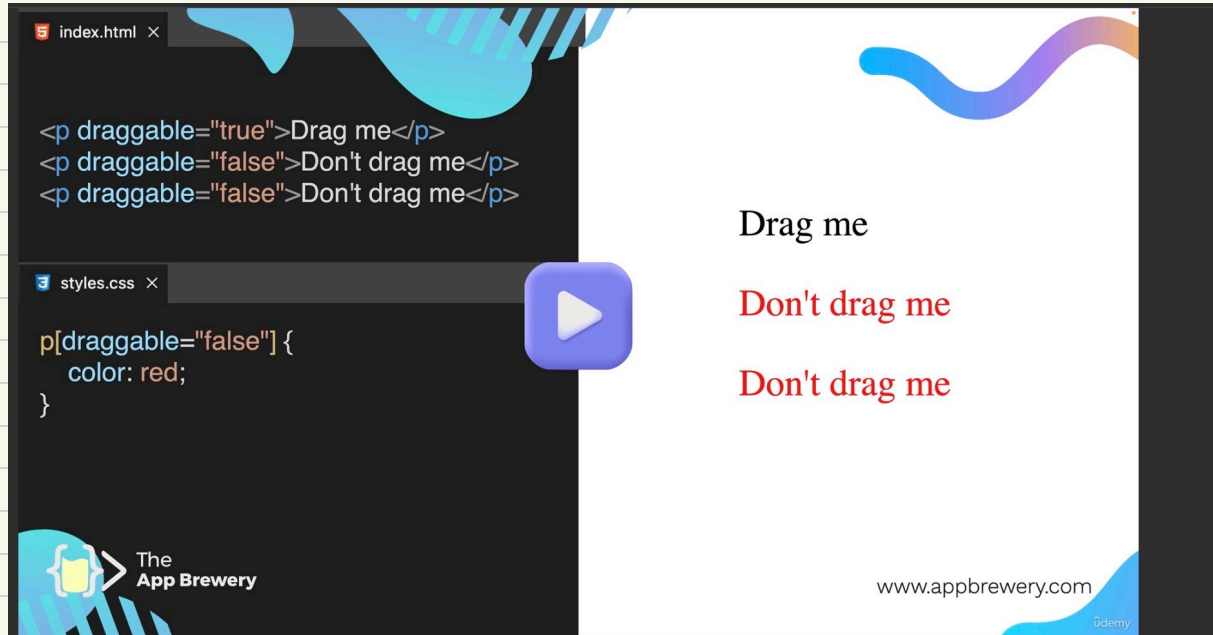 index.html ×
<p draggable="true">Drag me</p>
<p draggable="false">Don't drag me</p>
<p draggable="false">Don't drag me</p>
styles.css ×
p[draggable="false"] {
color: red;
}
The
App Brewery
Drag me
Don't drag me
Don't drag me
www.appbrewery.com
ûdemy